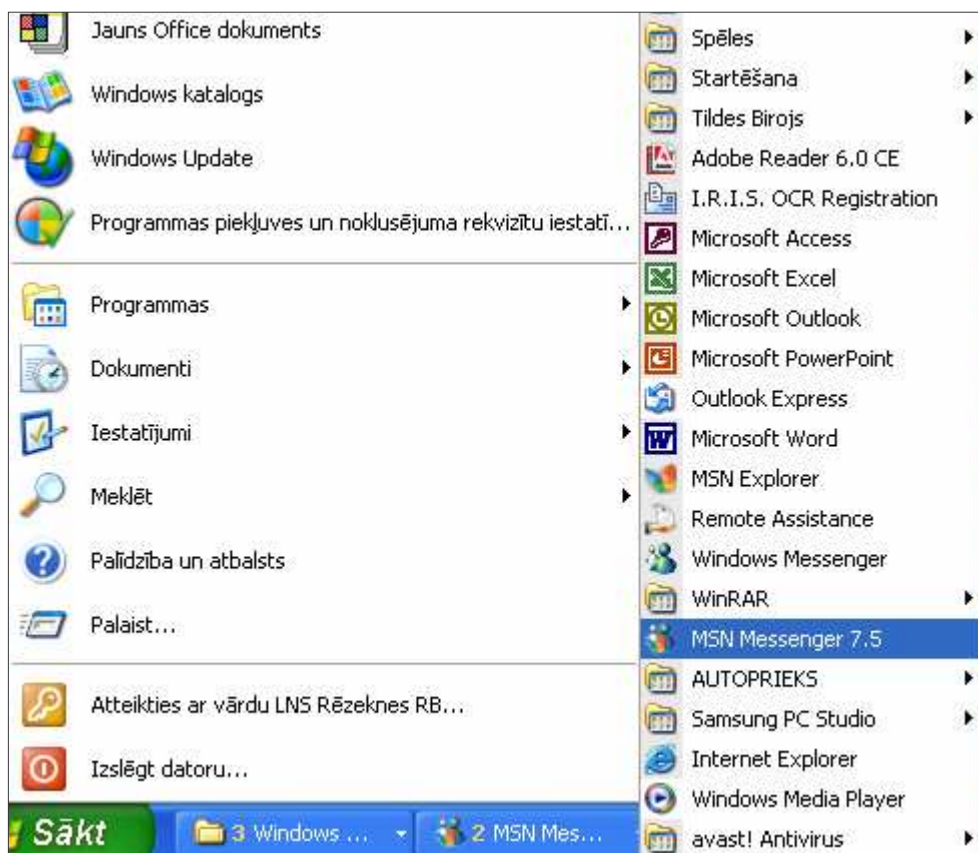 Jauns Office dokuments
Windows katalogs
Windows Update
Programmas piekļuves un noklusējuma rekvizītu iestatī...
Programmas
Dokumenti
Iestatījumi
Meklēt
Palīdzība un atbalsts
Palaist...
Atteikties ar vārdu LNS Rēzeknes RB...
Izslēgt datoru...
Sākt
3 Windows ...
2 MSN Mes...
Spēles
Startēšana
Tildes Birojs
Adobe Reader 6.0 CE
I.R.I.S. OCR Registration
Microsoft Access
Microsoft Excel
Microsoft Outlook
Microsoft PowerPoint
Outlook Express
Microsoft Word
MSN Explorer
Remote Assistance
Windows Messenger
WinRAR
MSN Messenger 7.5
AUTOPRIEKS
Samsung PC Studio
Internet Explorer
Windows Media Player
avast! Antivirus